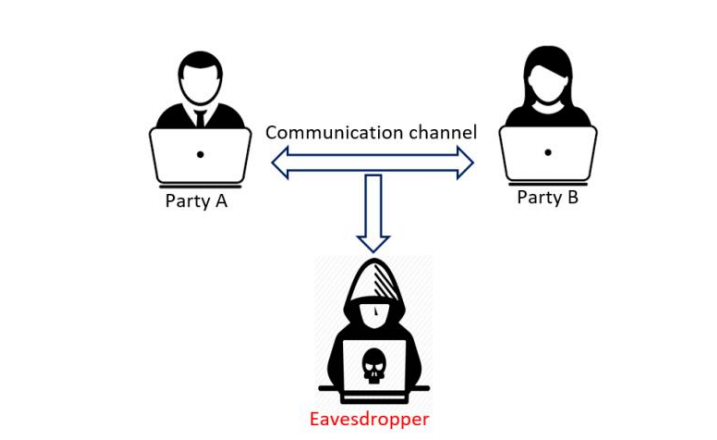 Communication channel
Party A
Party B
Eavesdropper